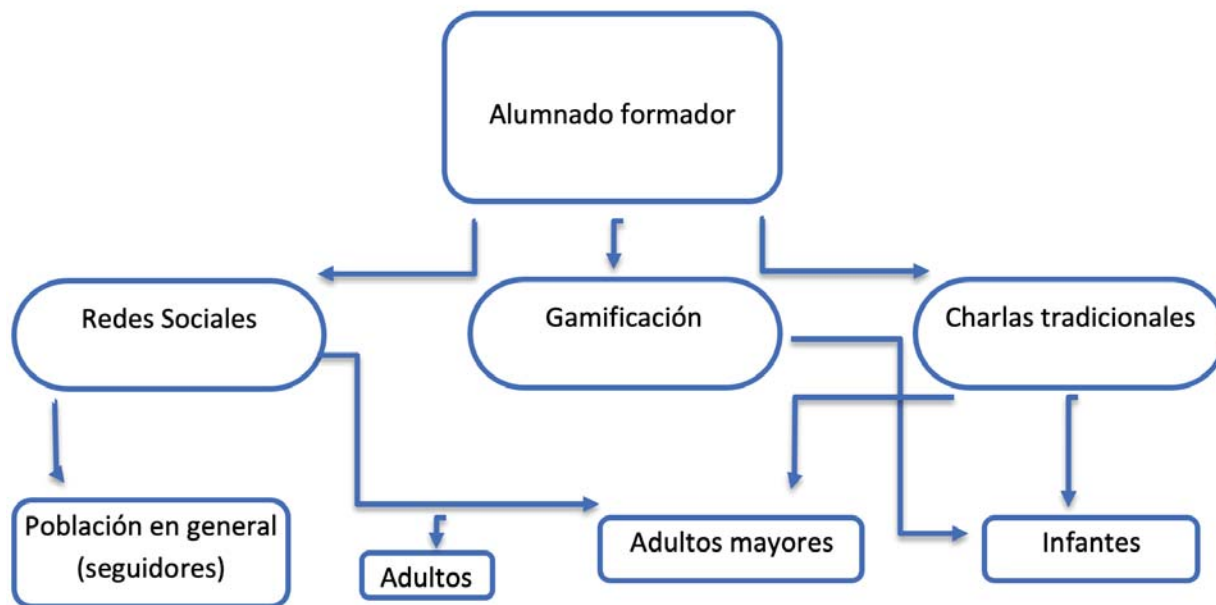 Alumnado formador
Redes Sociales
Gamificación
Charlas tradicionales
Población en general
(seguidores)
Adultos
Adultos mayores
Infantes